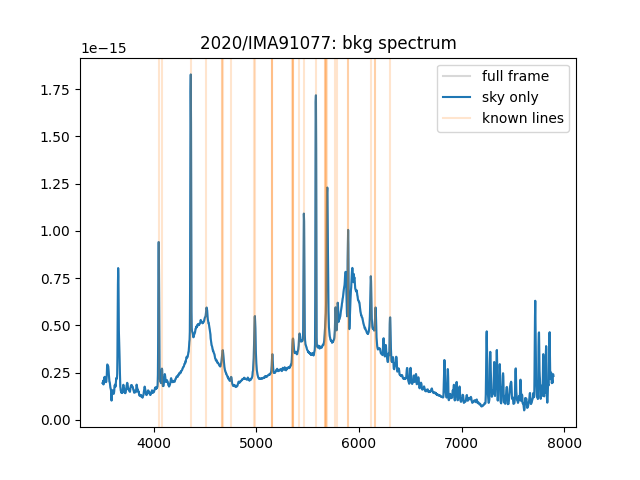 2020/IMA91077: bkg spectrum
1e−15
full frame
sky only
known lines
1.75
1.50
1.25
1.00
0.75
0.50
0.25
0.00
4000 5000 6000 7000 8000